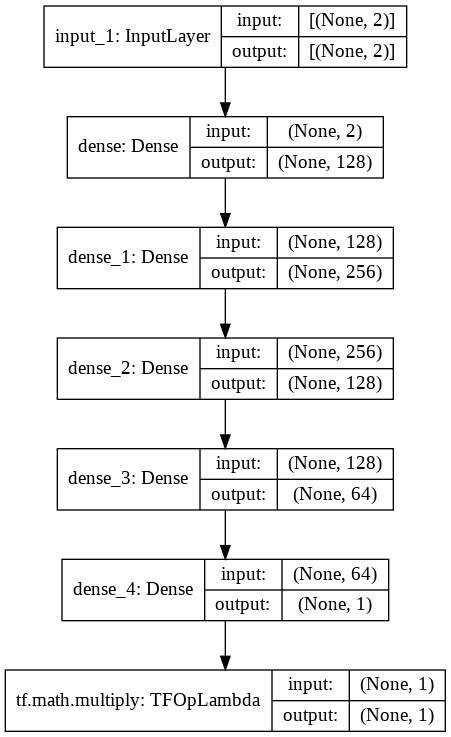 input_1: InputLayer
input:
[(None, 2)]
output:
[(None, 2)]
dense: Dense
input:
(None, 2)
output:
(None, 128)
dense_1: Dense
input:
(None, 128)
output:
(None, 256)
dense_2: Dense
input:
(None, 256)
output:
(None, 128)
dense_3: Dense
input:
(None, 128)
output:
(None, 64)
dense_4: Dense
input:
(None, 64)
output:
(None, 1)
tf.math.multiply: TFOpLambda
input:
(None, 1)
output:
(None, 1)